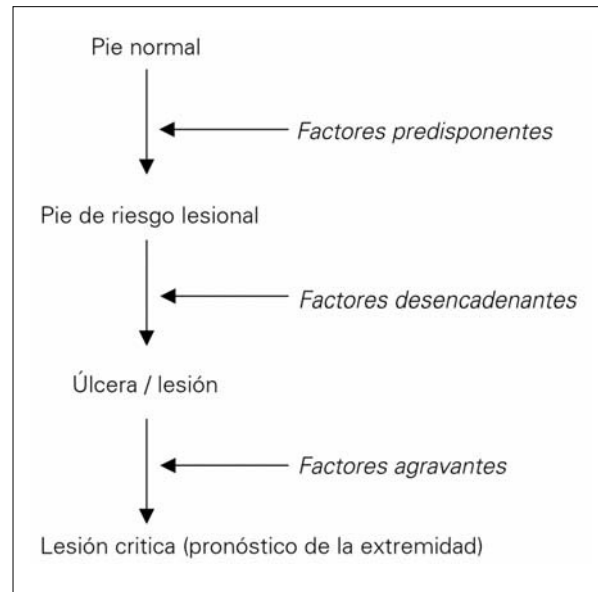 Pie normal
Factores predisponentes
Pie de riesgo lesional
Factores desencadenantes
Úlcera / lesión
Factores agravantes
Lesión critica (pronóstico de la extremidad)